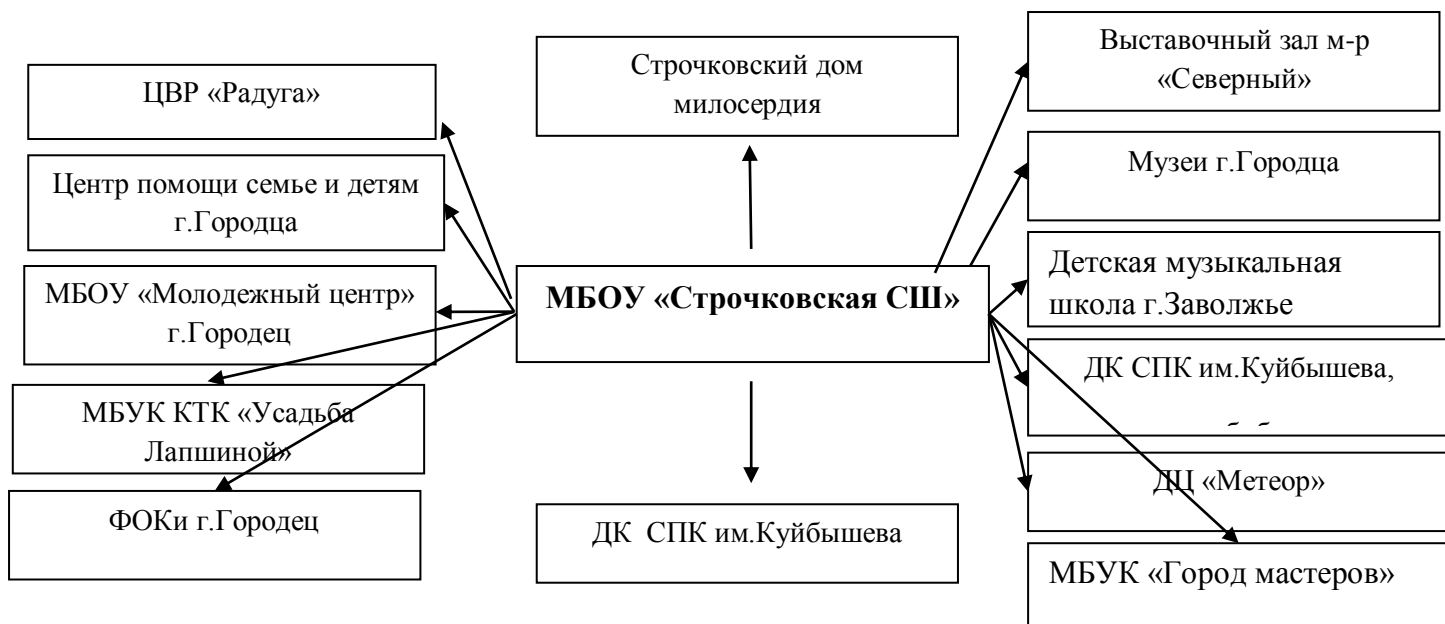 ЦВР «Радуга»
Центр помощи семье и детям
г.Городца
МБОУ «Молодежный центр»
г.Городец
МБУК КТК «Усадьба
Лапшиной»
ФОКи г.Городец
Строчковский дом
милосердия
МБОУ «Строчковская СШ»
ДК СПК им.Куйбышева
Выставочный зал м-р
«Северный»
Музеи г.Городца
Детская музыкальная
школа г.Заволжье
ДК СПК им.Куйбышева,
ДЦ «Метеор»
МБУК «Город мастеров»